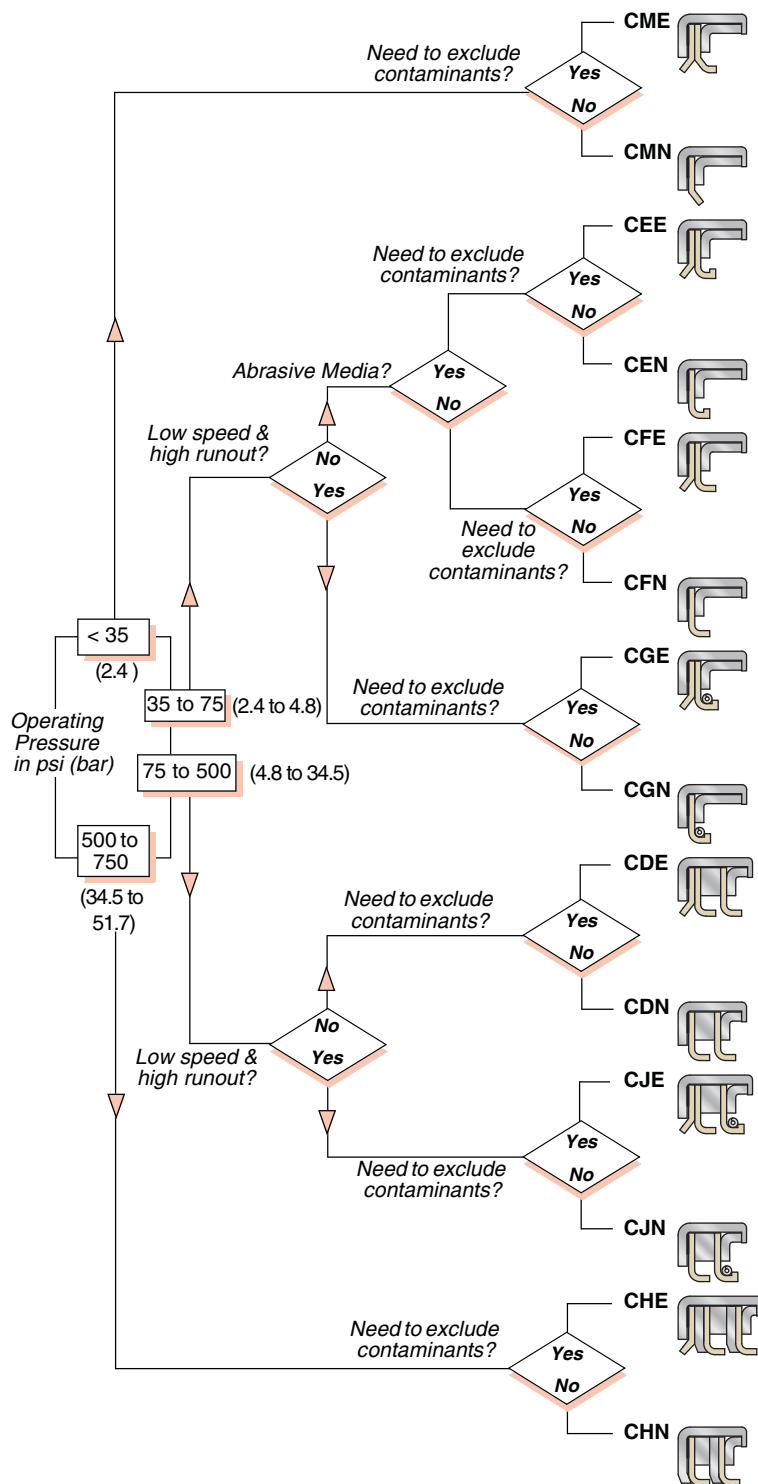 CME
Need to exclude
contaminants?
Yes
No
CMN
CEE
Need to exclude
contaminants?
Yes
No
CEN
Abrasive Media?
Yes
No
CFE
Low speed &
high runout?
No
Yes
Yes
No
Need to
exclude
contaminants?
CFN
< 35
(2.4 )
CGE
35 to 75
(2.4 to 4.8)
Need to exclude
contaminants?
Yes
No
Operating
Pressure
in psi (bar)
75 to 500
(4.8 to 34.5)
CGN
500 to
750
(34.5 to
51.7)
CDE
Need to exclude
contaminants?
Yes
No
CDN
No
Yes
Low speed &
high runout?
CJE
Yes
No
Need to exclude
contaminants?
CJN
CHE
Need to exclude
contaminants?
Yes
No
CHN